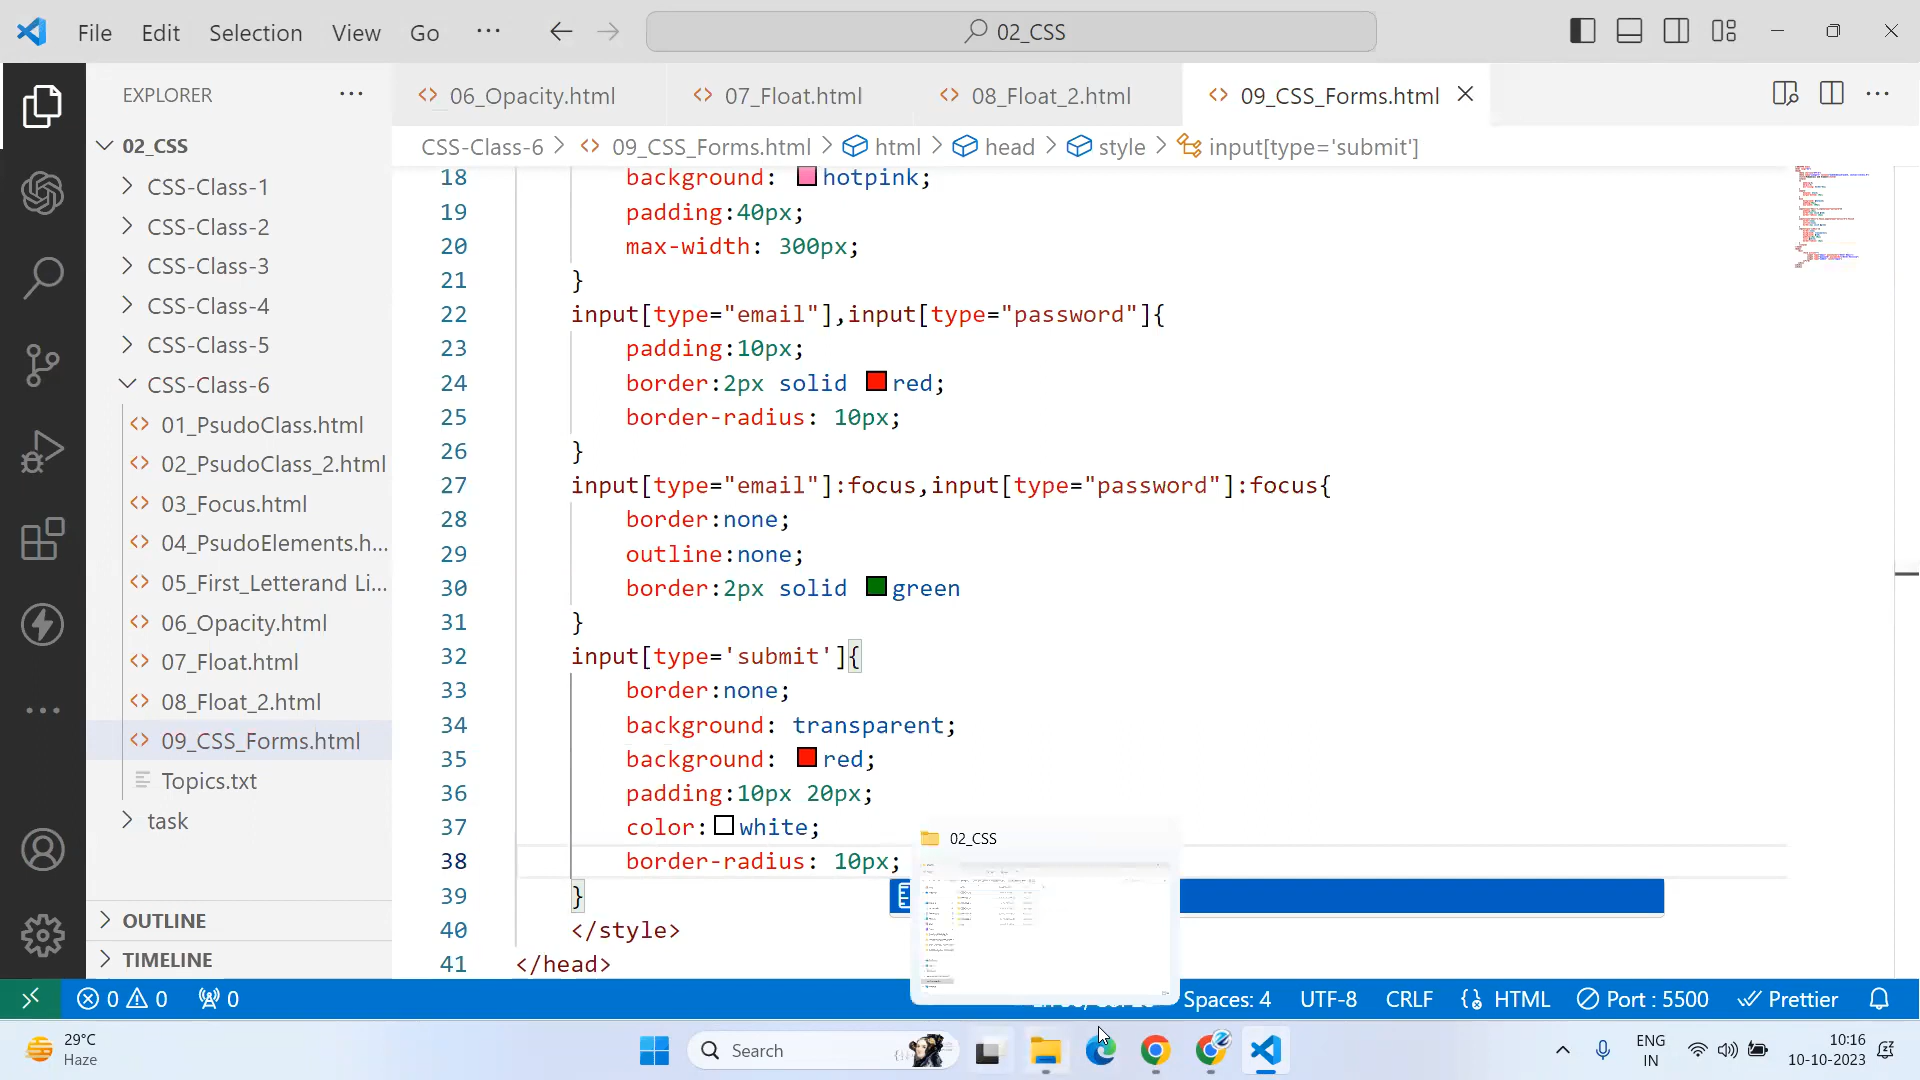 File Edit Selection View Go ··· 02_CSS
EXPLORER ···
06_Opacity.html 07_Float.html 08_Float_2.html 09_CSS_Forms.html
CSS-Class-6 > 09_CSS_Forms.html > html > head > style > input[type='submit']
02_CSS
CSS-Class-1
CSS-Class-2
CSS-Class-3
CSS-Class-4
CSS-Class-5
CSS-Class-6
01_PsudoClass.html
02_PsudoClass_2.html
03_Focus.html
04_PsudoElements.h...
05_First_Letterand Li...
06_Opacity.html
07_Float.html
08_Float_2.html
09_CSS_Forms.html
Topics.txt
task
OUTLINE
TIMELINE
18 background: hotpink;
19 padding:40px;
20 max-width: 300px;
21 }
22 input[type="email"],input[type="password"]{
23 padding:10px;
24 border:2px solid red;
25 border-radius: 10px;
26 }
27 input[type="email"]:focus,input[type="password"]:focus{
28 border:none;
29 outline:none;
30 border:2px solid green
31 }
32 input[type='submit']{
33 border:none;
34 background: transparent;
35 background: red;
36 padding:10px 20px;
37 color:white;
38 border-radius: 10px;
39 }
40 </style>
41 </head>
02_CSS
0 0 0 Spaces: 4 UTF-8 CRLF HTML Port : 5500 Prettier
29°C
Haze
Search
ENG
IN
10:16
10-10-2023